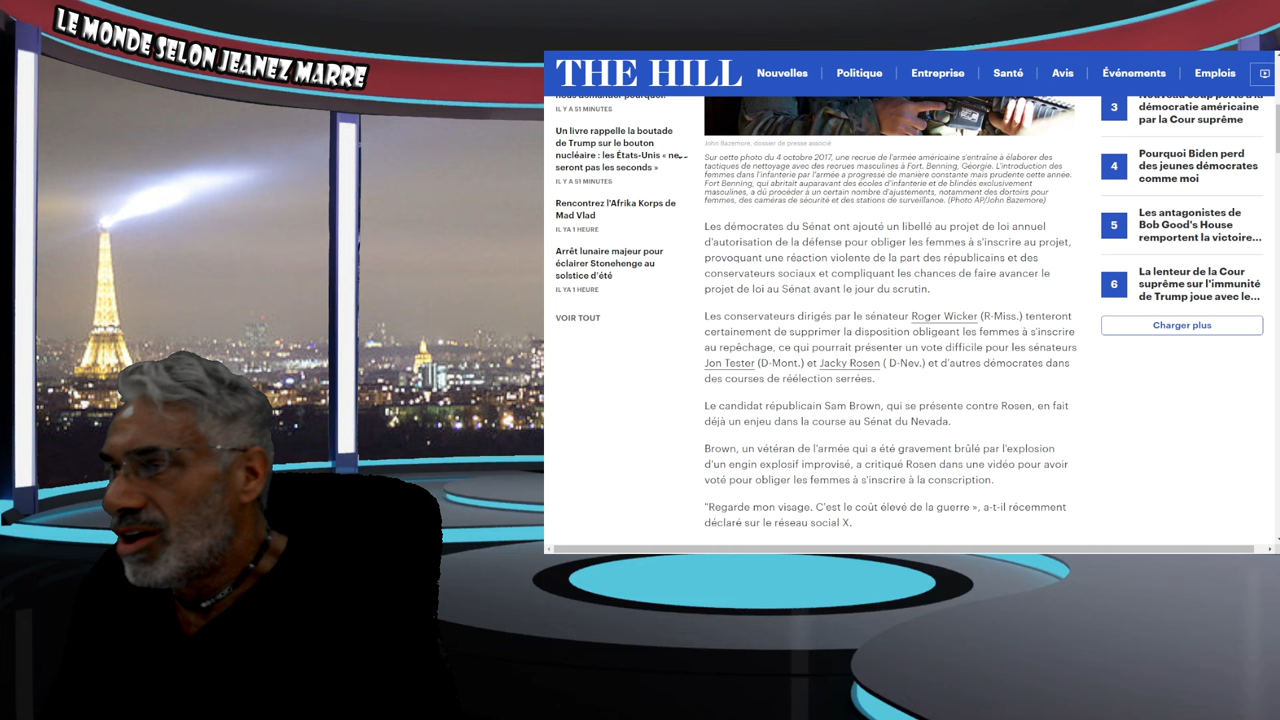 LE MONDE SELON JEANEZ MARRE
THE HILL
Nouvelles
Politique
Entreprise
Santé
Avis
Événements
Emplois
IL Y A 51 MINUTES
Un livre rappelle la boutade
de Trump sur le bouton
nucléaire : les États-Unis « ne
seront pas les seconds »
IL Y A 51 MINUTES
Rencontrez l'Afrika Korps de
Mad Vlad
IL YA 1 HEURE
Arrêt lunaire majeur pour
éclairer Stonehenge au
solstice d'été
IL YA 1 HEURE
VOIR TOUT
John Bazemore, dossier de presse associé
Sur cette photo du 4 octobre 2017, une recrue de l'armée américaine s'entraîne à élaborer des
tactiques de nettoyage avec des recrues masculines à Fort. Benning, Géorgie. L'introduction des
femmes dans l'infanterie par l'armée a progressé de manière constante mais prudente cette année.
Fort Benning, qui abritait auparavant des écoles d'infanterie et de blindés exclusivement
masculines, a dû procéder à un certain nombre d'ajustements, notamment des dortoirs pour
femmes, des caméras de sécurité et des stations de surveillance. (Photo AP/John Bazemore)
Les démocrates du Sénat ont ajouté un libellé au projet de loi annuel
d'autorisation de la défense pour obliger les femmes à s'inscrire au projet,
provoquant une réaction violente de la part des républicains et des
conservateurs sociaux et compliquant les chances de faire avancer le
projet de loi au Sénat avant le jour du scrutin.
Les conservateurs dirigés par le sénateur Roger Wicker (R-Miss.) tenteront
certainement de supprimer la disposition obligeant les femmes à s'inscrire
au repêchage, ce qui pourrait présenter un vote difficile pour les sénateurs
Jon Tester (D-Mont.) et Jacky Rosen ( D-Nev.) et d'autres démocrates dans
des courses de réélection serrées.
Le candidat républicain Sam Brown, qui se présente contre Rosen, en fait
déjà un enjeu dans la course au Sénat du Nevada.
Brown, un vétéran de l'armée qui a été gravement brûlé par l'explosion
d'un engin explosif improvisé, a critiqué Rosen dans une vidéo pour avoir
voté pour obliger les femmes à s'inscrire à la conscription.
"Regarde mon visage. C'est le coût élevé de la guerre », a-t-il récemment
déclaré sur le réseau social X.
3
démocratie américaine
par la Cour suprême
4
Pourquoi Biden perd
des jeunes démocrates
comme moi
5
Les antagonistes de
Bob Good's House
remportent la victoire...
6
La lenteur de la Cour
suprême sur l'immunité
de Trump joue avec le...
Charger plus